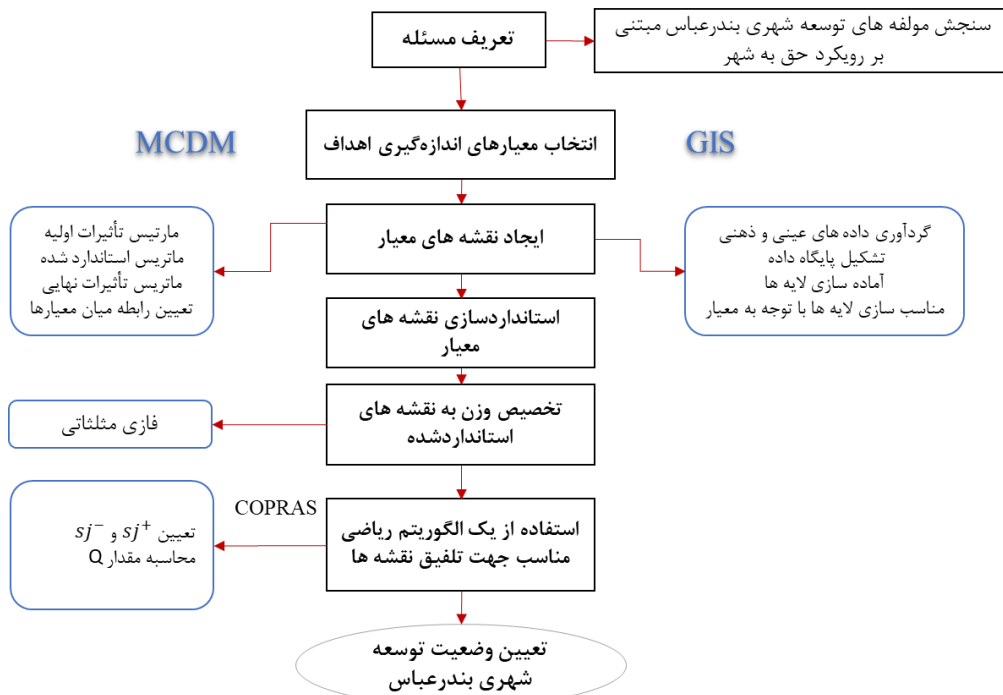 تعریف مسئله
سنجش مولفه های توسعه شهری بندرعباس مبتنی
بر رویکرد حق به شهر
انتخاب معیارهای اندازه‌گیری اهداف
GIS
MCDM
ایجاد نقشه های معیار
گردآوری داده های عینی و ذهنی
تشکیل پایگاه داده
آماده سازی لایه ها
مناسب سازی لایه ها با توجه به معیار
مارتیس تأثیرات اولیه
ماتریس استاندارد شده
ماتریس تأثیرات نهایی
تعیین رابطه میان معیارها
استانداردسازی نقشه های
معیار
تخصیص وزن به نقشه های
استانداردشده
فازی مثلثاتی
استفاده از یک الگوریتم ریاضی
مناسب جهت تلفیق نقشه ها
COPRAS
تعیین sj⁺ و sj⁻
محاسبه مقدار Q
تعیین وضعیت توسعه
شهری بندرعباس